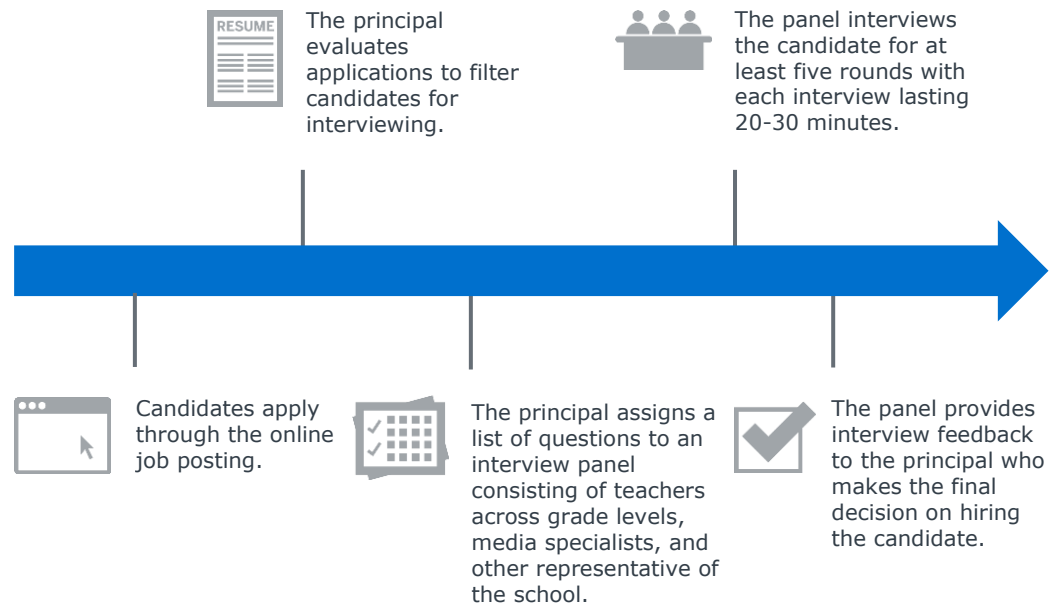 RESUME
The principal
evaluates
applications to filter
candidates for
interviewing.
The panel interviews
the candidate for at
least five rounds with
each interview lasting
20-30 minutes.
Candidates apply
through the online
job posting.
The principal assigns a
list of questions to an
interview panel
consisting of teachers
across grade levels,
media specialists, and
other representative of
the school.
The panel provides
interview feedback
to the principal who
makes the final
decision on hiring
the candidate.